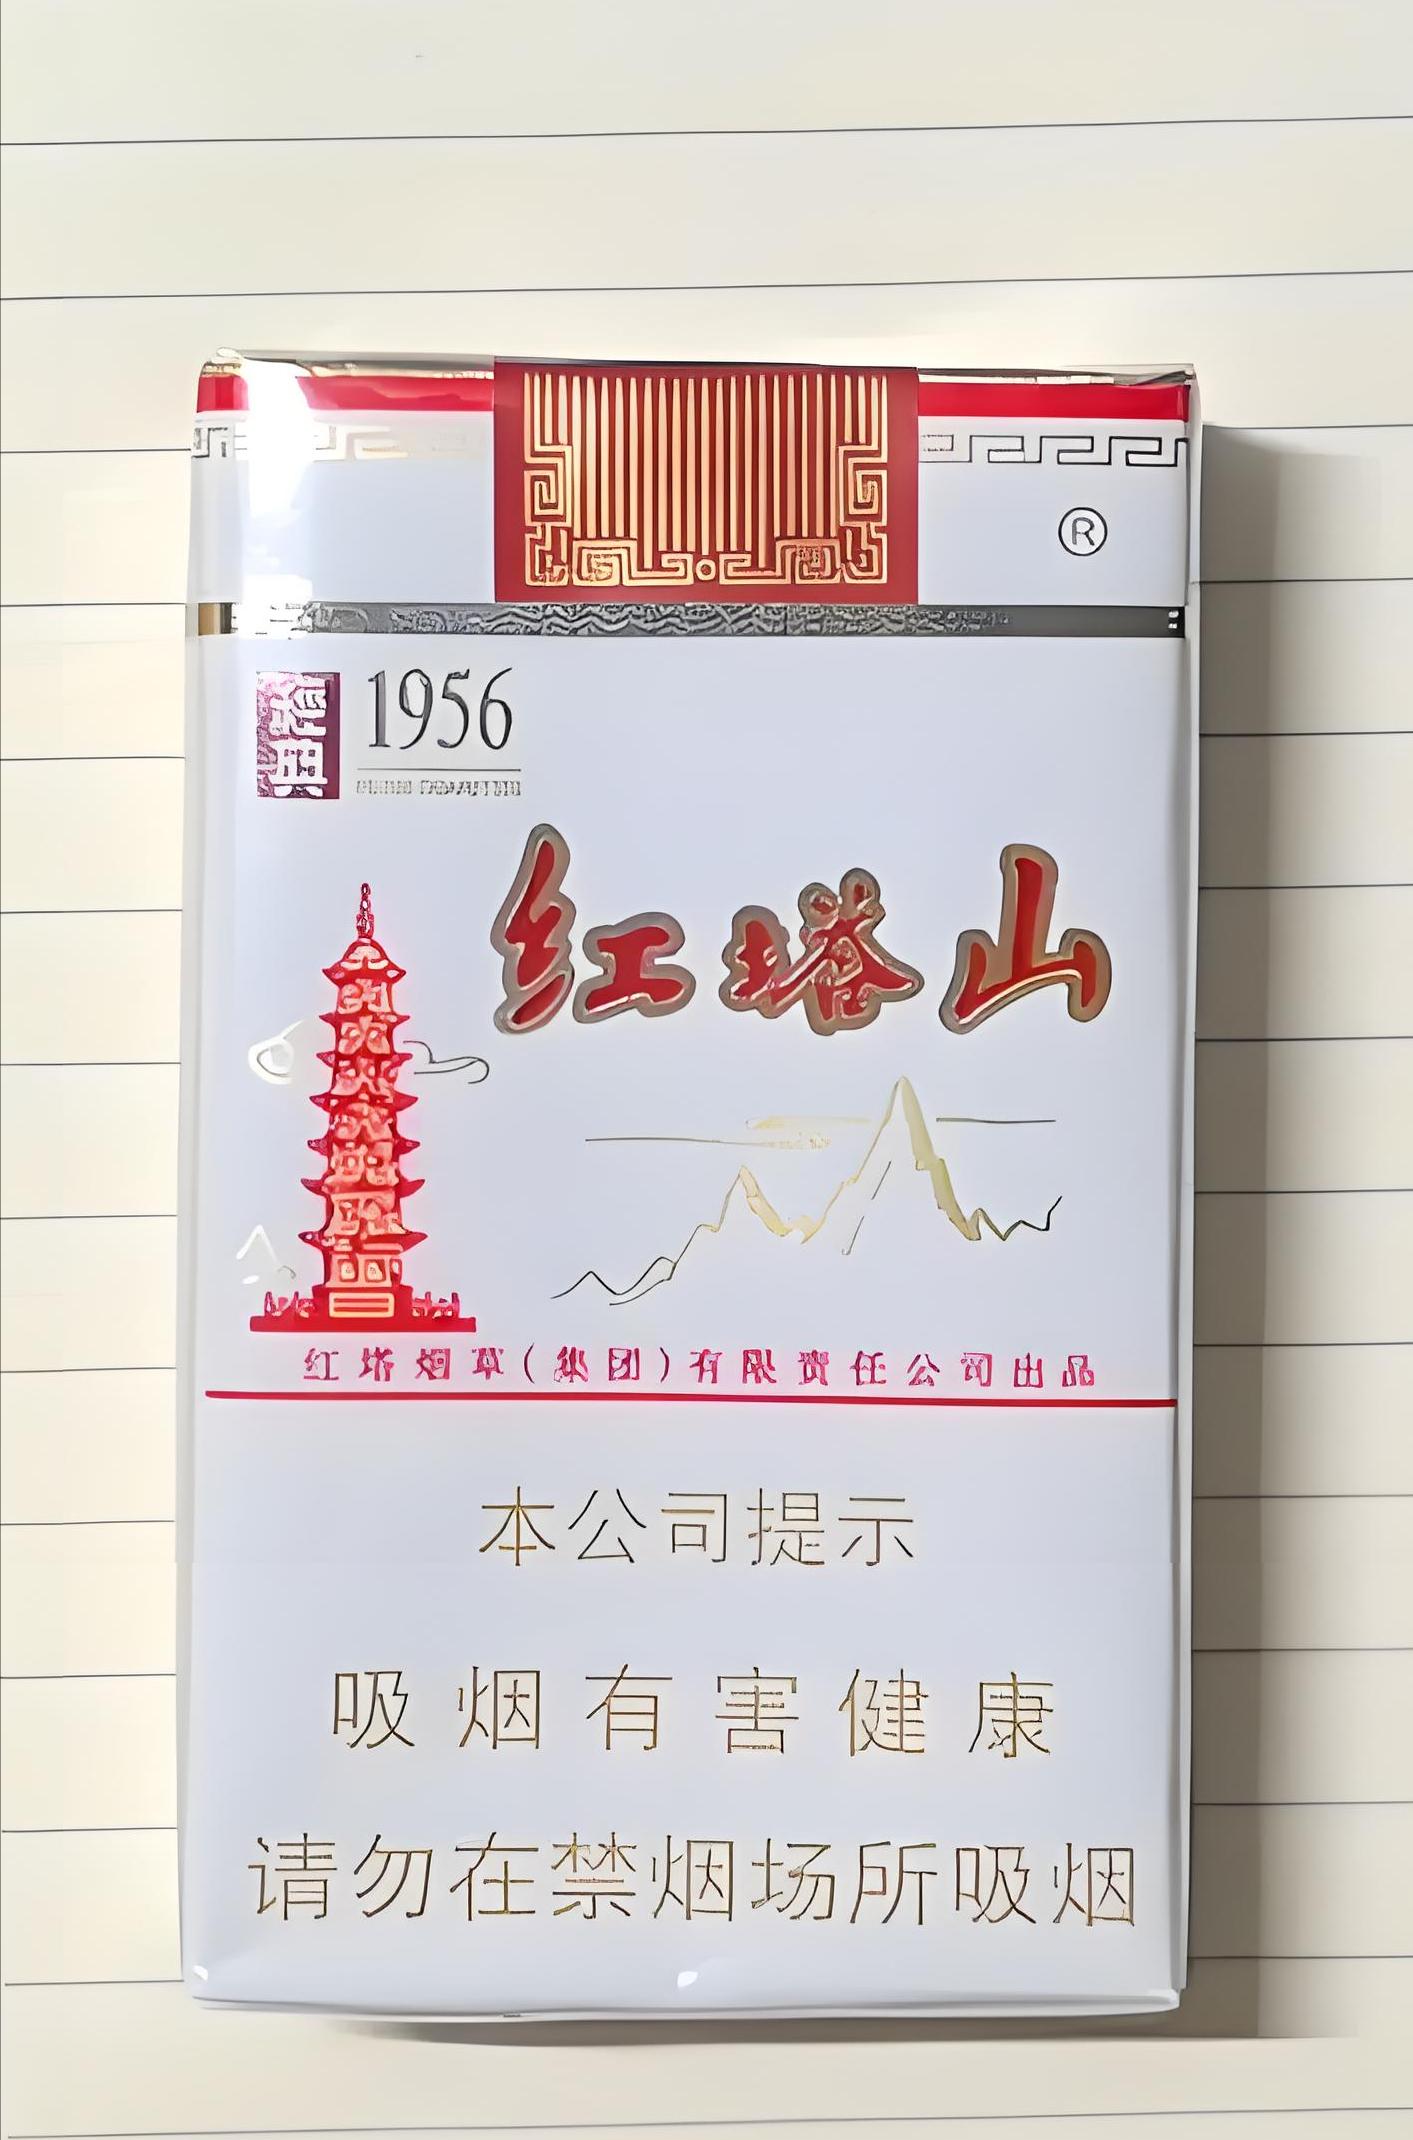 ®
1956
红塔山
红塔烟草(集团)有限责任公司出品
本公司提示
吸烟有害健康
请勿在禁烟场所吸烟